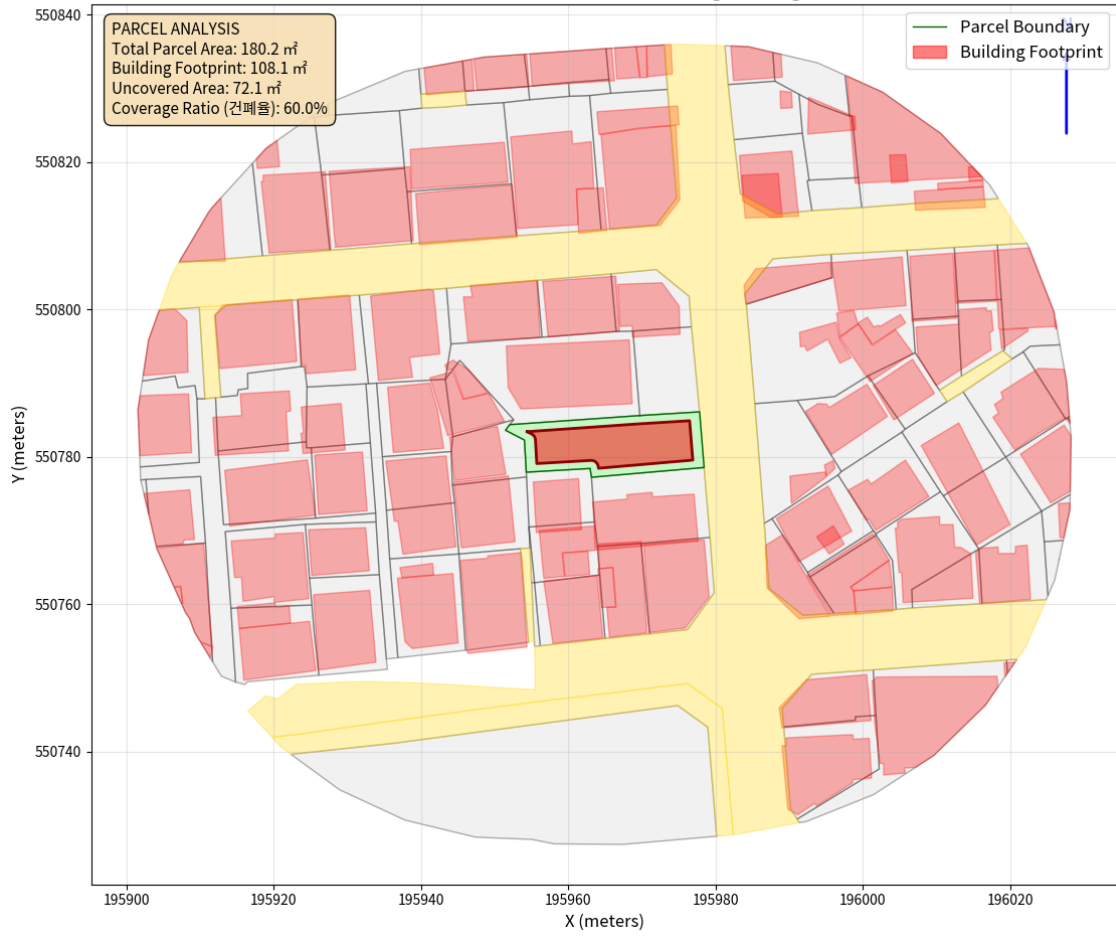 PARCEL ANALYSIS
Total Parcel Area: 180.2 ㎡
Building Footprint: 108.1 ㎡
Uncovered Area: 72.1 ㎡
Coverage Ratio (건폐율): 60.0%
Parcel Boundary
Building Footprint
N
550840
550820
550800
550780
550760
550740
Y (meters)
195900
195920
195940
195960
195980
196000
196020
X (meters)